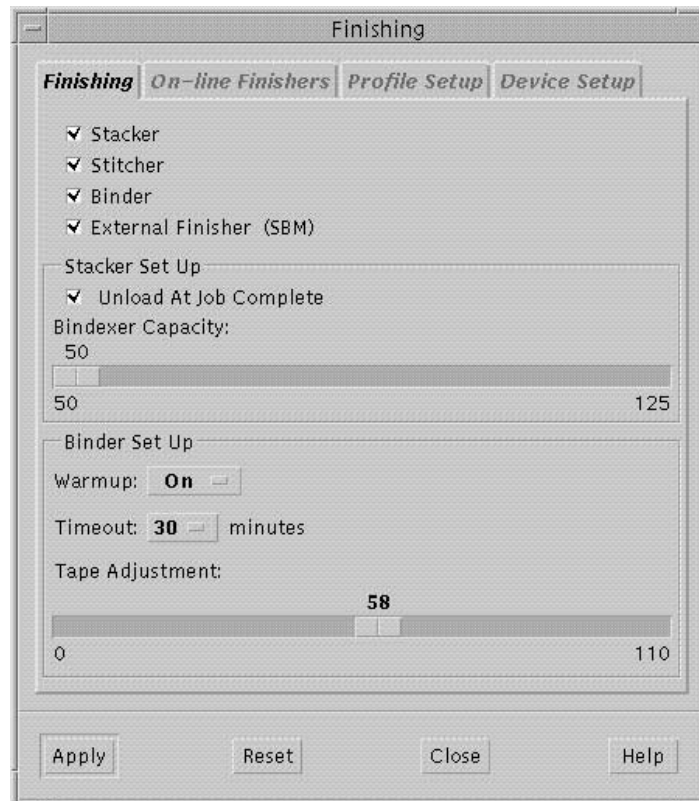 Finishing
Finishing On-line Finishers Profile Setup Device Setup
Stacker
Stitcher
Binder
External Finisher (SBM)
Stacker Set Up
Unload At Job Complete
Bindexer Capacity:
50
50 125
Binder Set Up
Warmup: On
Timeout: 30 minutes
Tape Adjustment:
58
0 110
Apply Reset Close Help